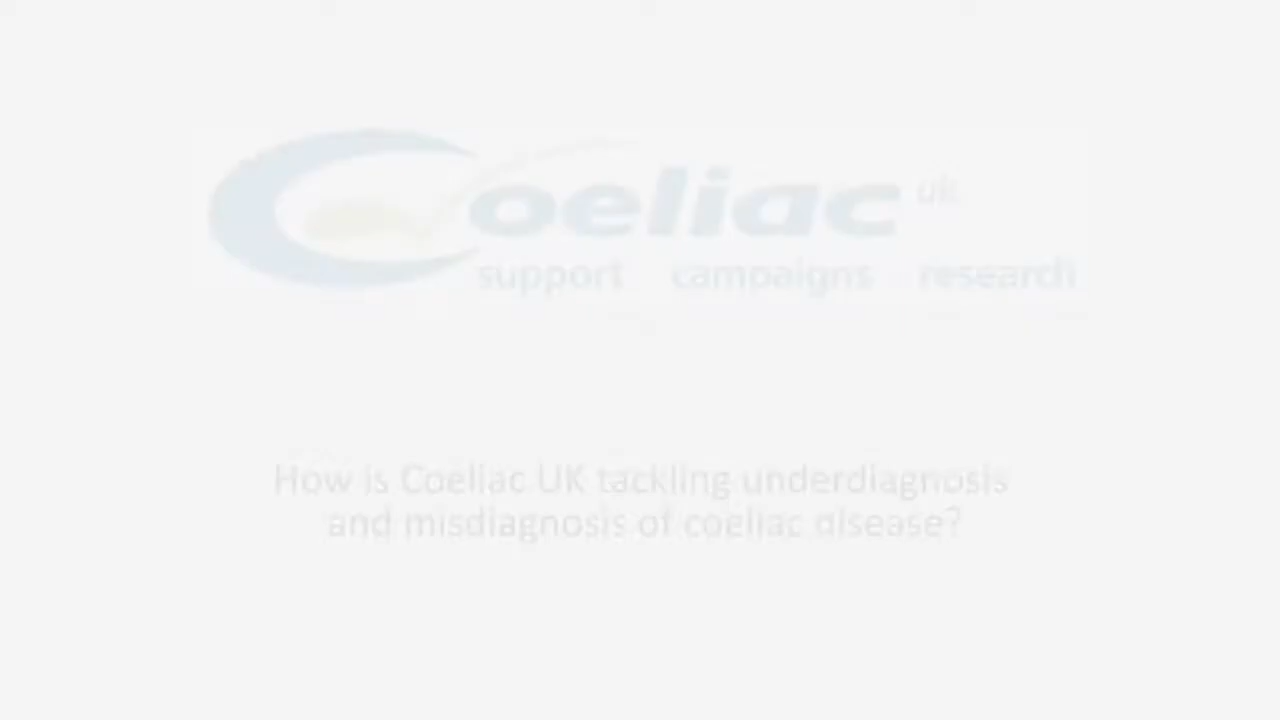 Coeliac uk
support campaigns research
How is Coeliac UK tackling underdiagnosis
and misdiagnosis of coeliac disease?